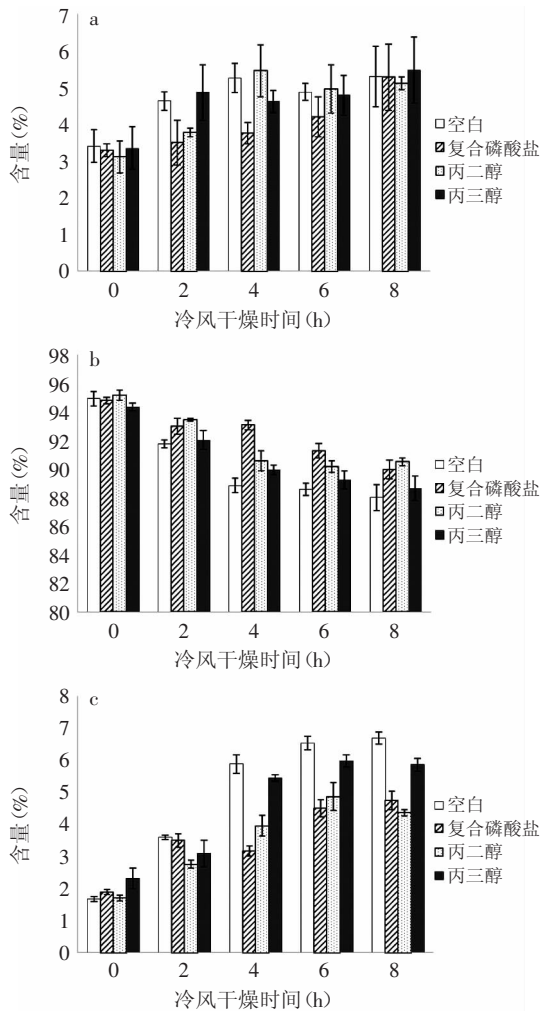 a
7
6
5
4
3
2
1
0
含量(%)
0 2 4 6 8
冷风干燥时间(h)
空白
复合磷酸盐
丙二醇
丙三醇
b
98
96
94
92
90
88
86
84
82
80
含量(%)
0 2 4 6 8
冷风干燥时间(h)
空白
复合磷酸盐
丙二醇
丙三醇
c
8
7
6
5
4
3
2
1
0
含量(%)
0 2 4 6 8
冷风干燥时间(h)
空白
复合磷酸盐
丙二醇
丙三醇